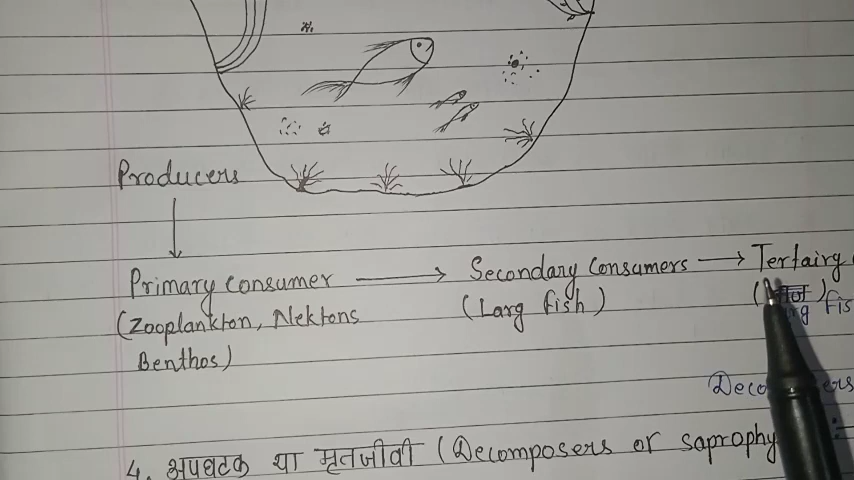 Producers
Primary Consumer → Secondary Consumers → Tertairy
(Zooplankton, Nektons (Larg fish)
Benthos)
4. अपघटक या मृतजीवी (Decomposers or saprophy